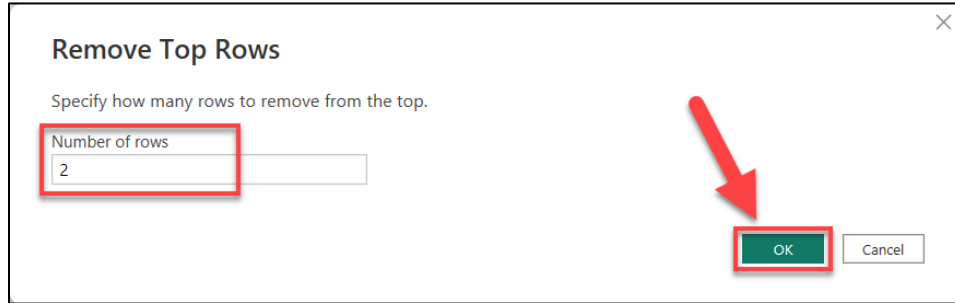 Remove Top Rows
Specify how many rows to remove from the top.
Number of rows
2
OK Cancel